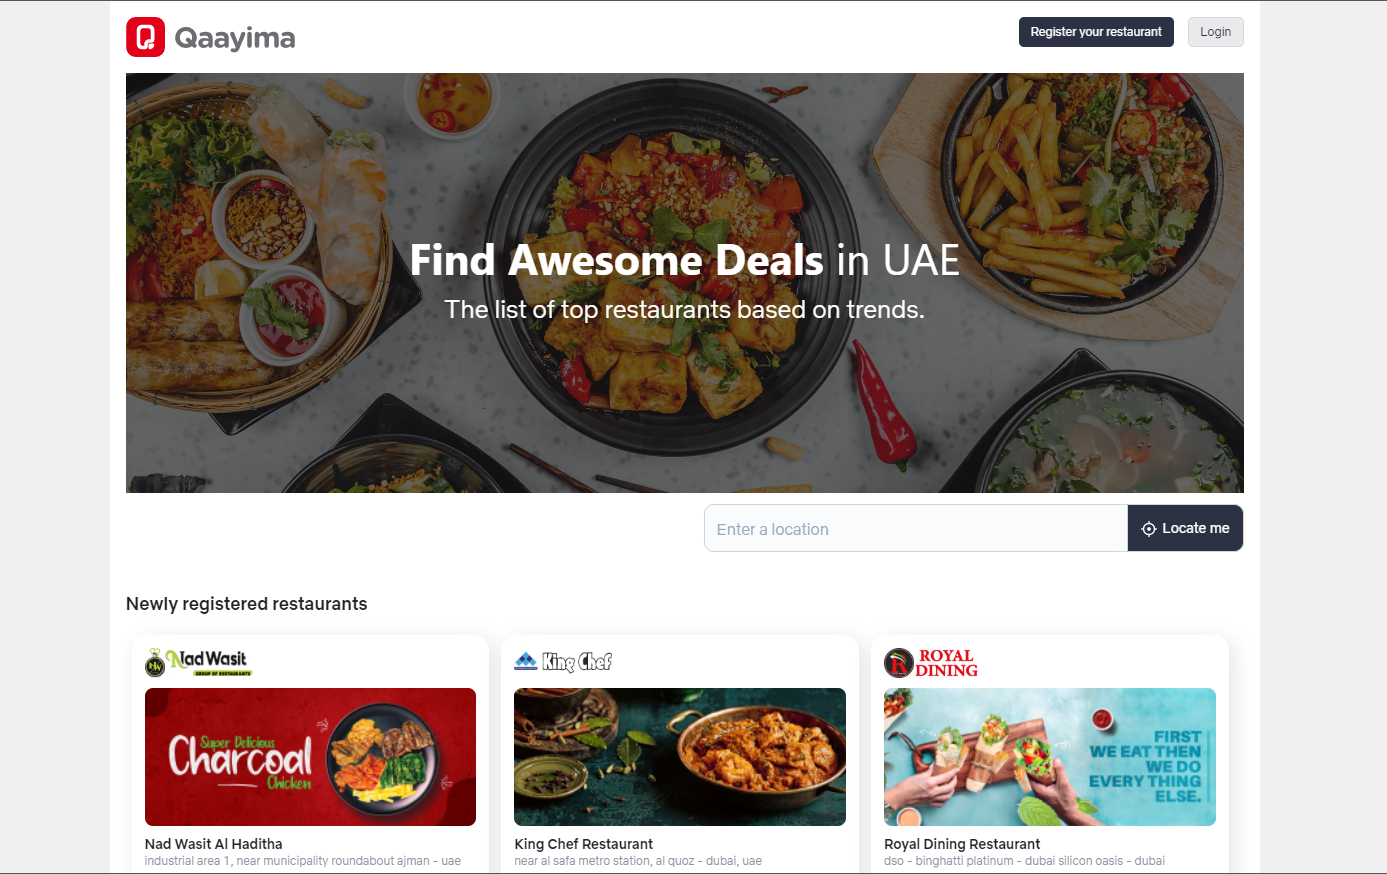 Qaayima
Register your restaurant
Login
Find Awesome Deals in UAE
The list of top restaurants based on trends.
Enter a location
Locate me
Newly registered restaurants
Nad Wasit
GROUP OF RESTAURANTS
King Chef
ROYAL
DINING
Super Delicious
Charcoal
Chicken
FIRST
WE EAT THEN
WE DO
EVERY THING
ELSE.
Nad Wasit Al Haditha
industrial area 1, near municipality roundabout ajman - uae
King Chef Restaurant
near al safa metro station, al quoz - dubai, uae
Royal Dining Restaurant
dso - binghatti platinum - dubai silicon oasis - dubai